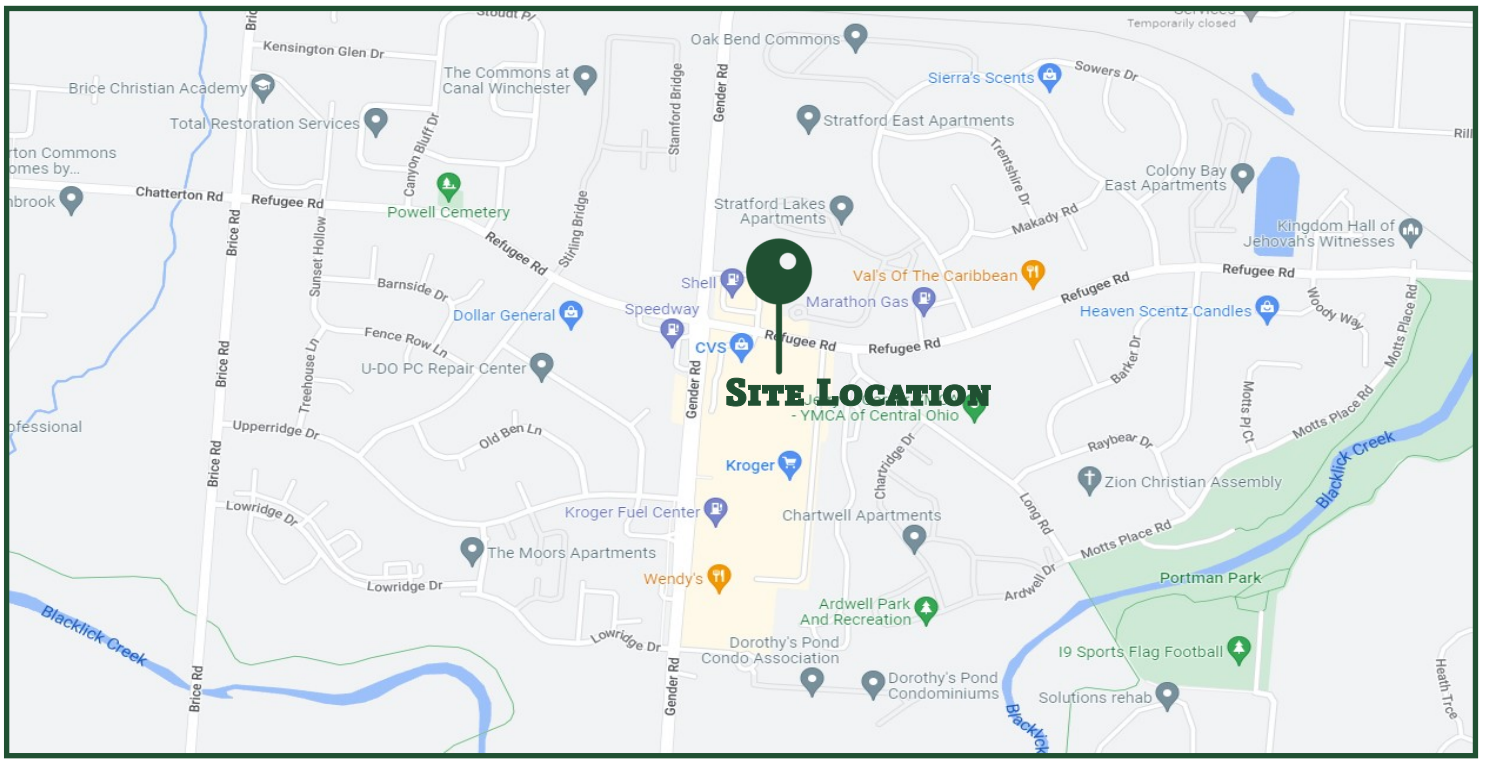 Stoudt Pl
Services
Temporarily closed
Kensington Glen Dr
Oak Bend Commons
The Commons at
Canal Winchester
Sierra's Scents
Sowers Dr
Brice Christian Academy
Stamford Bridge
Gender Rd
Total Restoration Services
Stratford East Apartments
Rill
rton Commons
omes by...
Canyon Bluff Dr
Trentshire Dr
Colony Bay
East Apartments
Chatterton Rd
Refugee Rd
nbrook
Powell Cemetery
Stratford Lakes
Apartments
Makady Rd
Kingdom Hall of
Jehovah's Witnesses
Brice Rd
Sunset Hollow
Refugee Rd
Stirling Bridge
Shell
Val's Of The Caribbean
Refugee Rd
Refugee Rd
Barnside Dr
Dollar General
Speedway
Marathon Gas
Heaven Scentz Candles
Woody Way
Motts Place Rd
Fence Row Ln
CVS
Refugee Rd
Refugee Rd
U-DO PC Repair Center
Brice Rd
Treehouse Ln
Gender Rd
Barker Dr
Site Location
- YMCA of Central Ohio
Motts Pl Ct
Motts Place Rd
ofessional
Upperridge Dr
Old Ben Ln
Raybear Dr
Blacklick Creek
Brice Rd
Kroger
Chartridge Dr
Zion Christian Assembly
Lowridge Dr
Kroger Fuel Center
Chartwell Apartments
Long Rd
Motts Place Rd
The Moors Apartments
Wendy's
Lowridge Dr
Ardwell Dr
Portman Park
Ardwell Park
And Recreation
Blacklick Creek
Lowridge Dr
Dorothy's Pond
Condo Association
I9 Sports Flag Football
Brice Rd
Gender Rd
Dorothy's Pond
Condominiums
Solutions rehab
Heath Trce
Blacklick